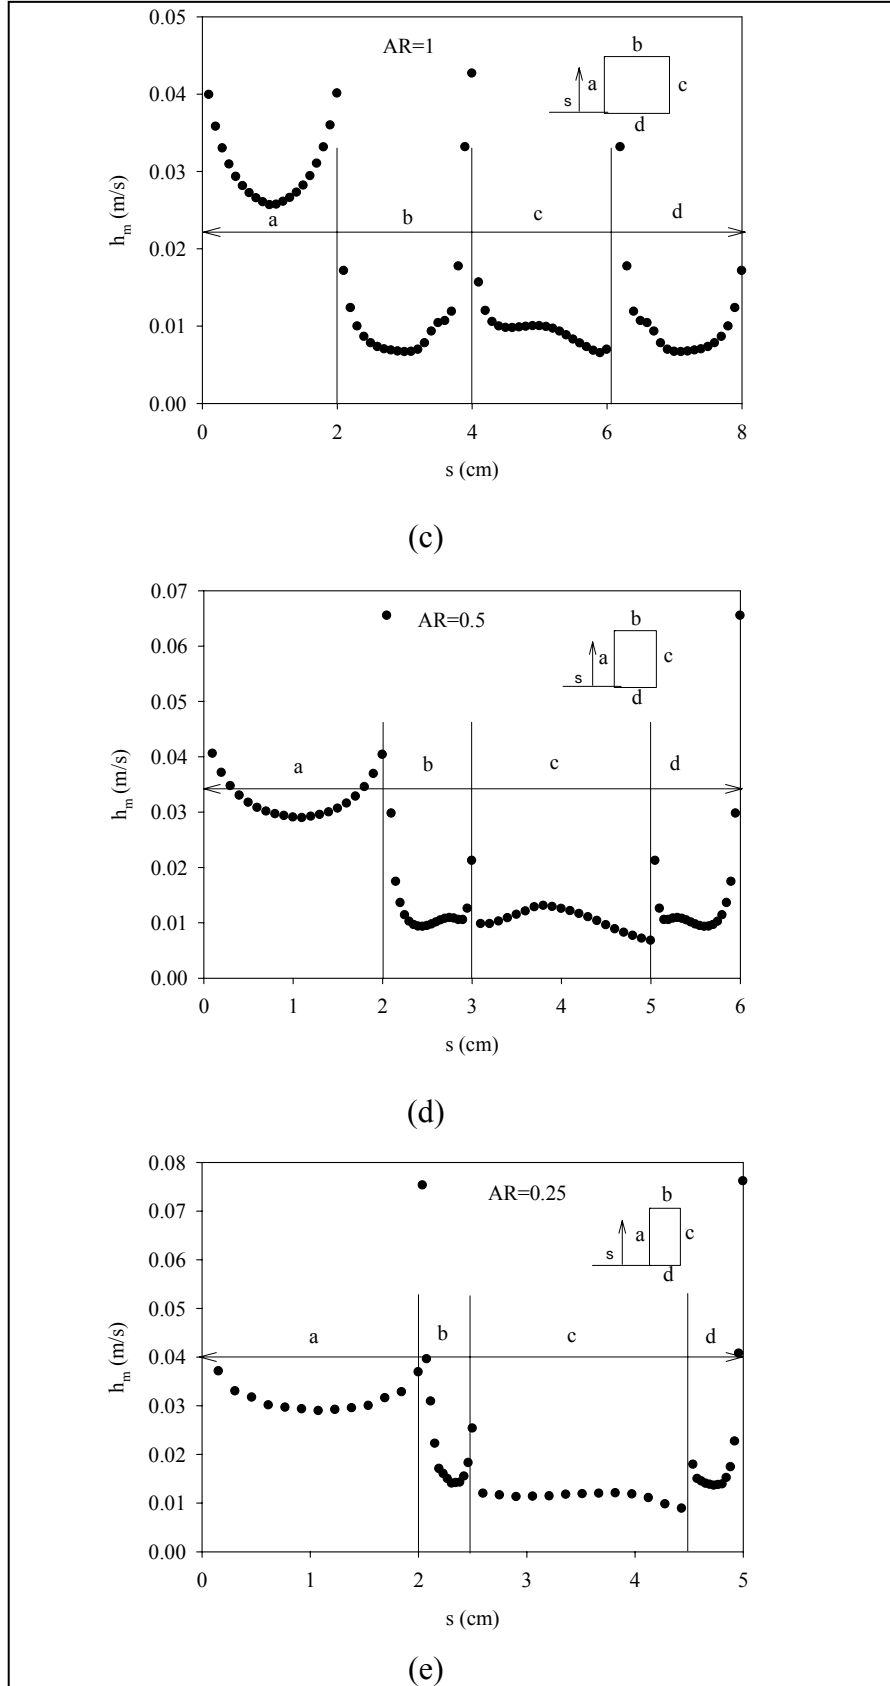 0.05
AR=1
b
a
c
s
d
0.04
0.03
h_m (m/s)
a
b
c
d
0.02
0.01
0.00
0 2 4 6 8
s (cm)
(c)
0.07
AR=0.5
b
a
c
s
d
0.06
0.05
0.04
a
b
c
d
h_m (m/s)
0.03
0.02
0.01
0.00
0 1 2 3 4 5 6
s (cm)
(d)
0.08
AR=0.25
b
a
c
s
d
0.07
0.06
0.05
a
b
c
d
0.04
h_m (m/s)
0.03
0.02
0.01
0.00
0 1 2 3 4 5
s (cm)
(e)